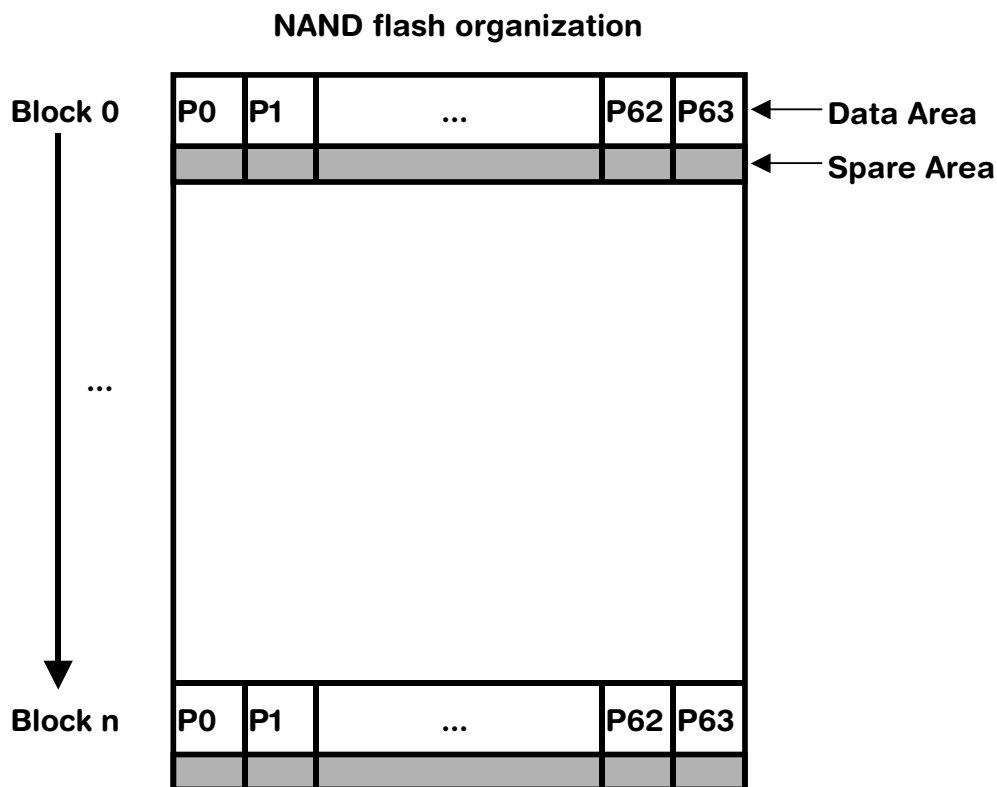 NAND flash organization
Block 0 P0 P1 ... P62 P63 Data Area
Spare Area
...
Block n P0 P1 ... P62 P63